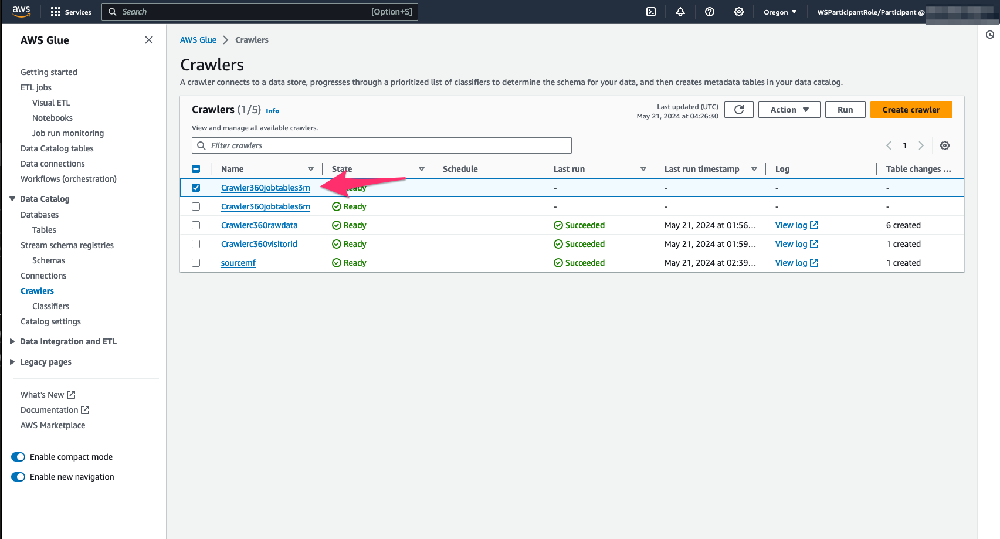 aws Services Search [Option+S] Oregon ▼ WSParticipantRole/Participant @
AWS Glue
Getting started
ETL jobs
Visual ETL
Notebooks
Job run monitoring
Data Catalog tables
Data connections
Workflows (orchestration)
Data Catalog
Databases
Tables
Stream schema registries
Schemas
Connections
Crawlers
Classifiers
Catalog settings
Data Integration and ETL
Legacy pages
What's New
Documentation
AWS Marketplace
Enable compact mode
Enable new navigation
AWS Glue > Crawlers
Crawlers
A crawler connects to a data store, progresses through a prioritized list of classifiers to determine the schema for your data, and then creates metadata tables in your data catalog.
Crawlers (1/5) Info
View and manage all available crawlers.
Last updated (UTC)
May 21, 2024 at 04:26:30
Action ▼ Run Create crawler
Filter crawlers
1
Name State Schedule Last run Last run timestamp Log Table changes ...
Crawler360jobtables3m Ready - - - -
Crawler360jobtables6m Ready - - - -
Crawlerc360rawdata Ready Succeeded May 21, 2024 at 01:56... View log 6 created
Crawlerc360visitorid Ready Succeeded May 21, 2024 at 01:59... View log 1 created
sourcemf Ready Succeeded May 21, 2024 at 02:39... View log 1 created